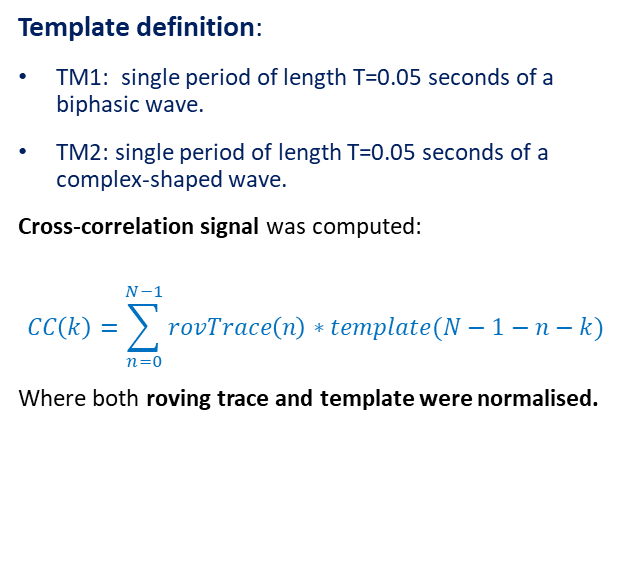 Template definition:
• TM1:  single period of length T=0.05 seconds of a
biphasic wave.
• TM2: single period of length T=0.05 seconds of a
complex-shaped wave.
Cross-correlation signal was computed:
N−1
CC(k) = ∑ rovTrace(n) ∗ template(N − 1 − n − k)
n=0
Where both roving trace and template were normalised.